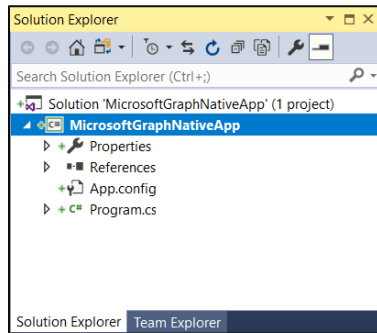 Solution Explorer
Search Solution Explorer (Ctrl+;)
Solution 'MicrosoftGraphNativeApp' (1 project)
C# MicrosoftGraphNativeApp
Properties
References
App.config
C# Program.cs
Solution Explorer Team Explorer